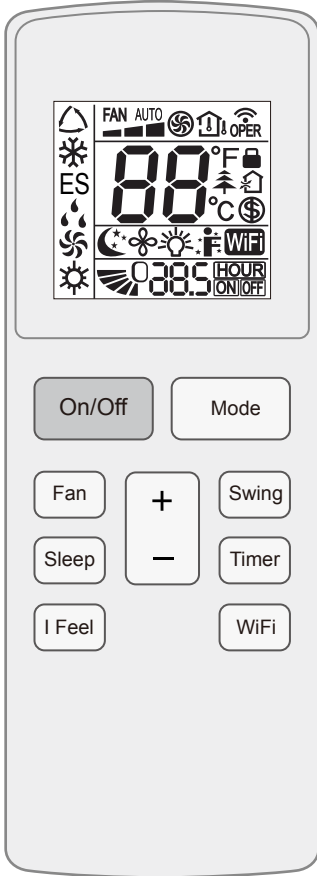 FAN AUTO
OPER
ES
88 °F
°C $
WiFi
088.5 HOUR
ON OFF
On/Off Mode
Fan + Swing
Sleep − Timer
I Feel WiFi